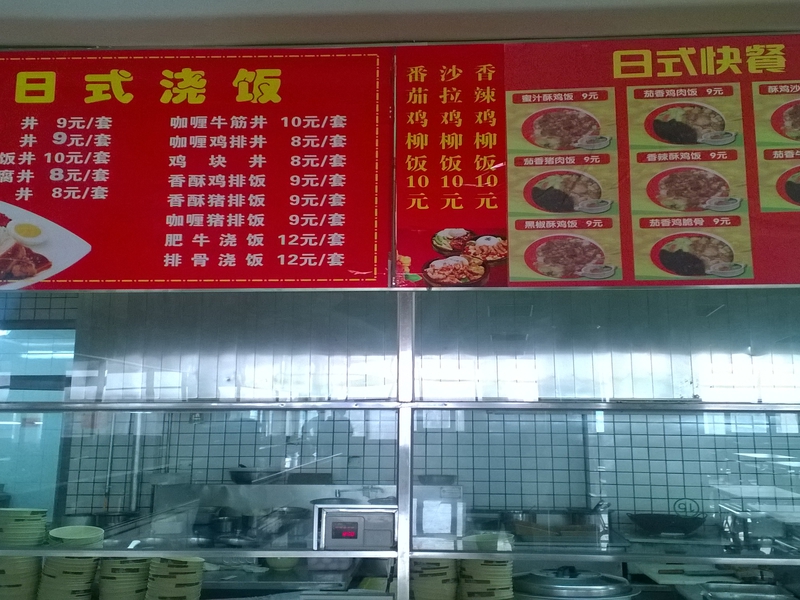 日式浇饭
井 9元/套
井 9元/套
饭井 10元/套
腐井 8元/套
井 8元/套
咖喱牛筋井 10元/套
咖喱鸡排井 8元/套
鸡块井 8元/套
香酥鸡排饭 9元/套
香酥猪排饭 9元/套
咖喱猪排饭 9元/套
肥牛浇饭 12元/套
排骨浇饭 12元/套
番茄鸡柳饭10元
沙拉鸡柳饭10元
香辣鸡柳饭10元
日式快餐
蜜汁酥鸡饭 9元
茄香鸡肉饭 9元
酥鸡沙
茄香猪肉饭 9元
香辣酥鸡饭 9元
茄香
黑椒酥鸡饭 9元
茄香鸡脆骨 9元